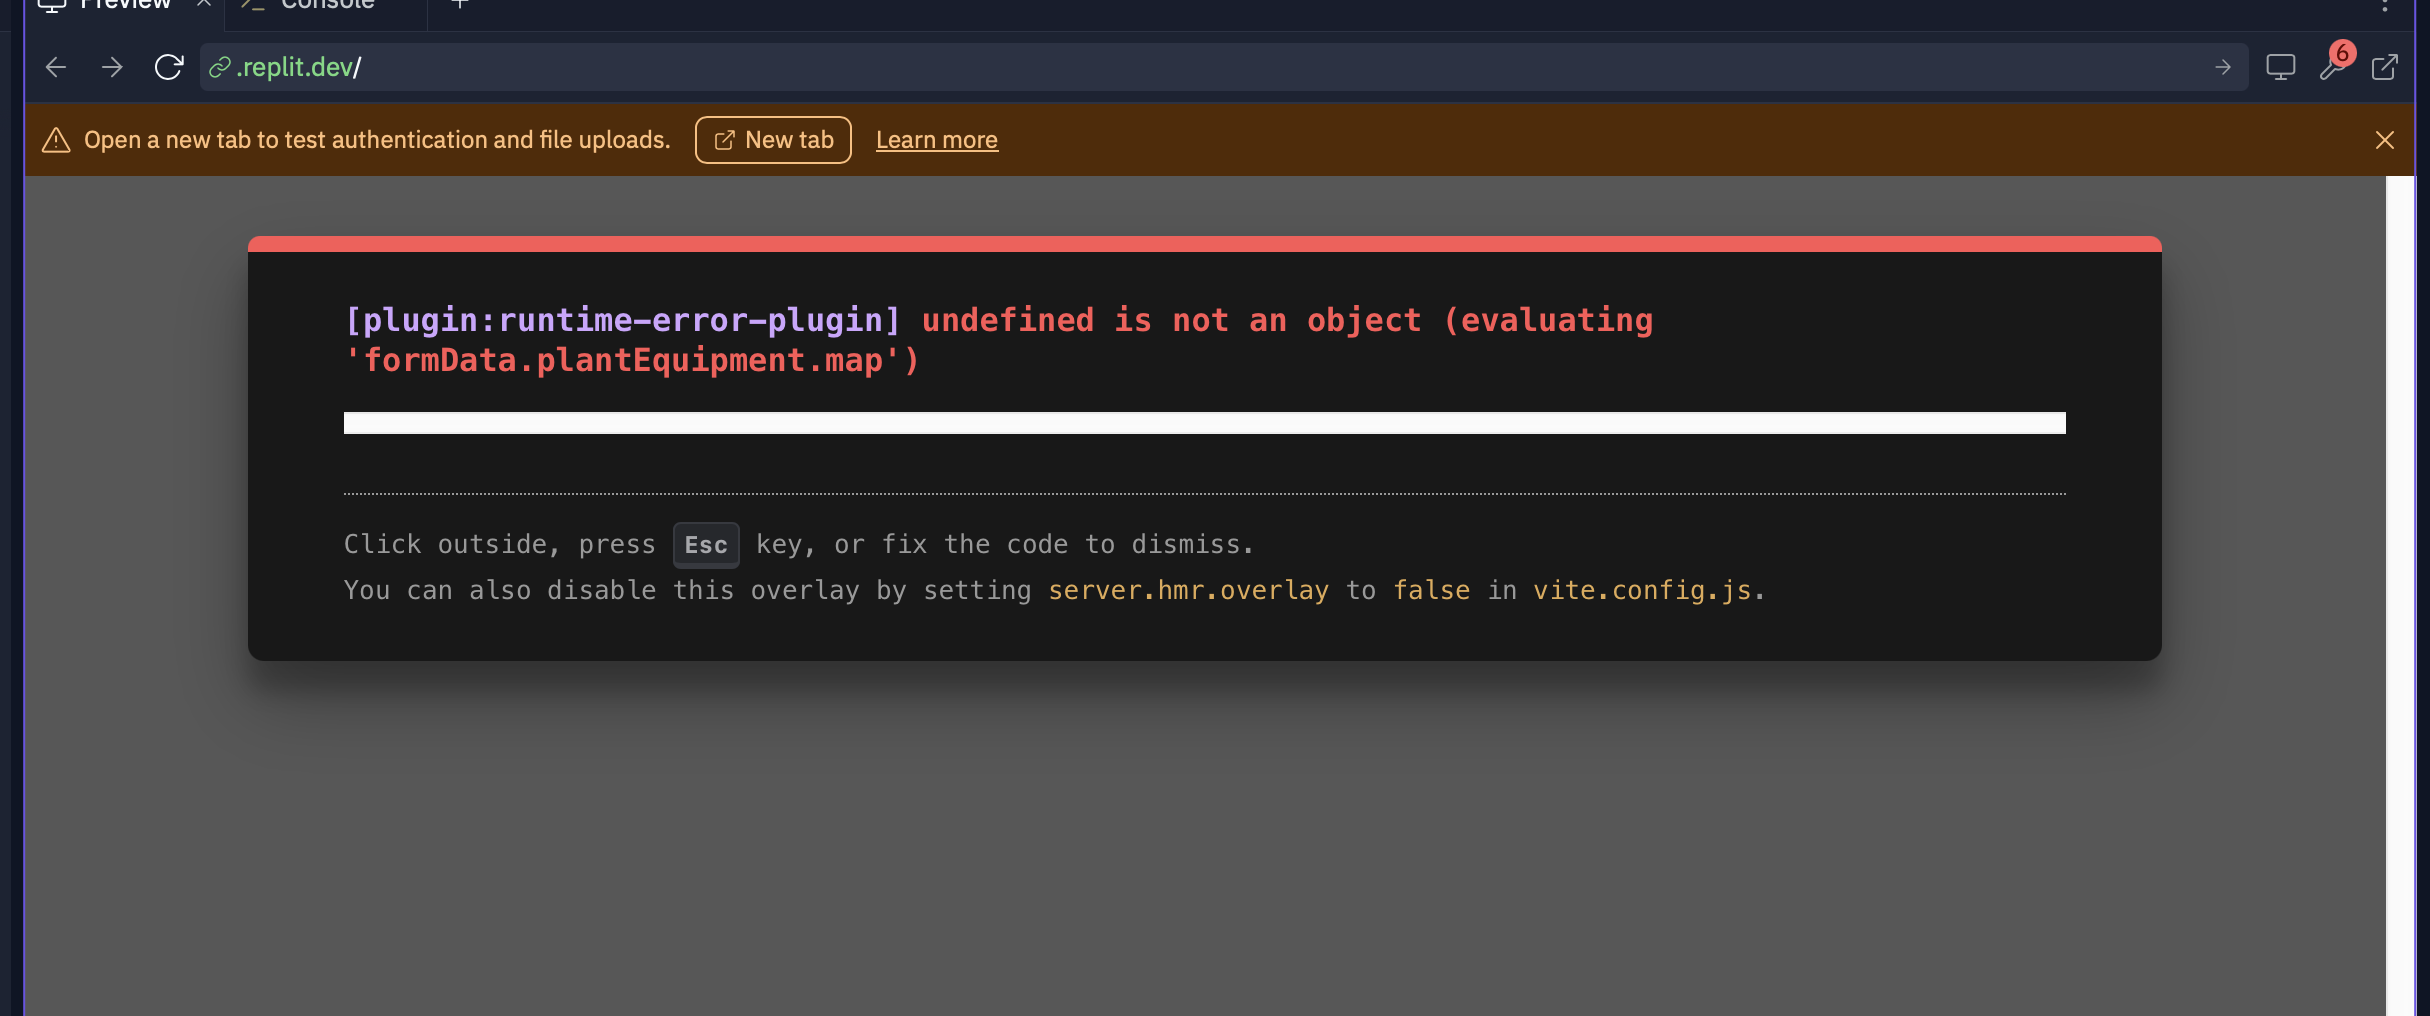 Preview
Console
.replit.dev/
6
Open a new tab to test authentication and file uploads. New tab Learn more
[plugin:runtime-error-plugin] undefined is not an object (evaluating
'formData.plantEquipment.map')
Click outside, press Esc key, or fix the code to dismiss.
You can also disable this overlay by setting server.hmr.overlay to false in vite.config.js.